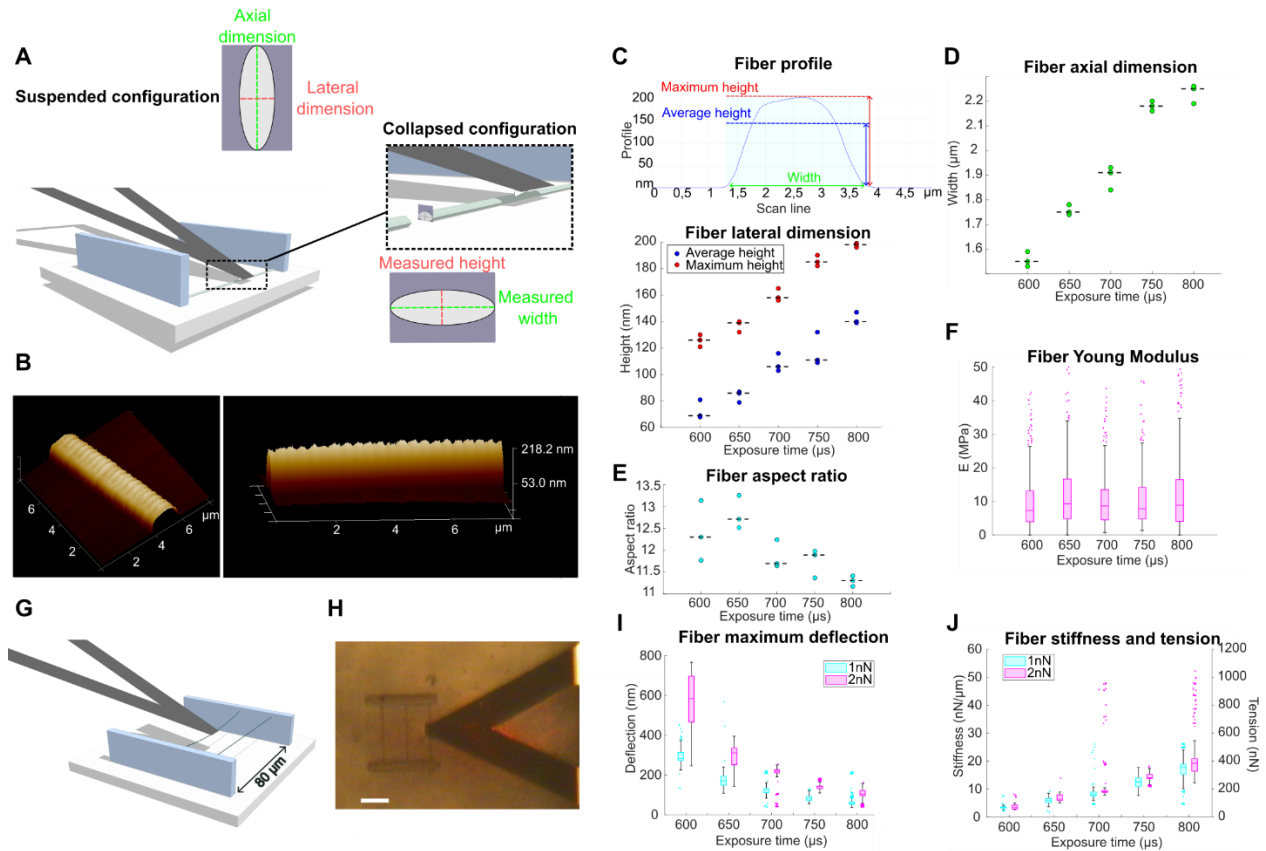 A
Axial
dimension
Suspended configuration
Lateral
dimension
Collapsed configuration
Measured height
Measured
width
B
6
4
2
2
4
6
µm
2
4
6
µm
218.2 nm
53.0 nm
C
Fiber profile
Maximum height
Average height
Width
Profile
200
150
100
50
nm
0
0,5
1
1,5
2
2,5
3
3,5
4
4,5
µm
Scan line
Fiber lateral dimension
Average height
Maximum height
Height (nm)
200
180
160
140
120
100
80
60
600
650
700
750
800
Exposure time (µs)
D
Fiber axial dimension
Width (µm)
2.2
2.1
2
1.9
1.8
1.7
1.6
600
650
700
750
800
Exposure time (µs)
E
Fiber aspect ratio
Aspect ratio
13.5
13
12.5
12
11.5
11
600
650
700
750
800
Exposure time (µs)
F
Fiber Young Modulus
E (MPa)
50
40
30
20
10
0
600
650
700
750
800
Exposure time (µs)
G
80 µm
H
I
Fiber maximum deflection
1nN
2nN
Deflection (nm)
800
600
400
200
0
600
650
700
750
800
Exposure time (µs)
J
Fiber stiffness and tension
1nN
2nN
Stiffness (nN/µm)
60
50
40
30
20
10
0
1200
1000
800
600
400
200
0
Tension (nN)
600
650
700
750
800
Exposure time (µs)